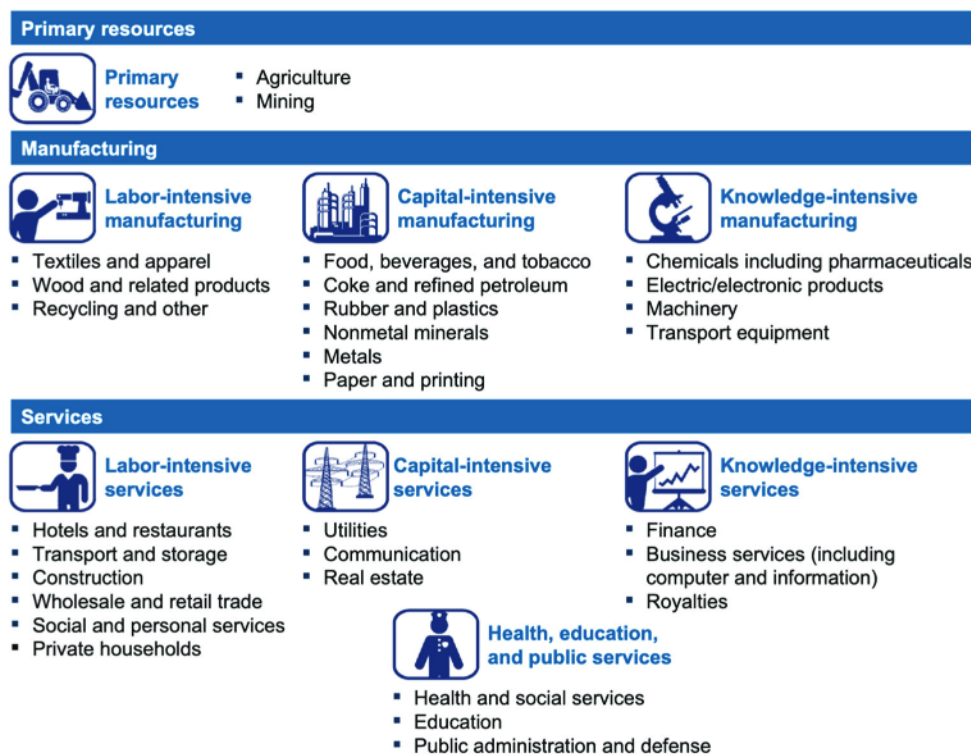 Primary resources
Primary
resources
▪ Agriculture
▪ Mining
Manufacturing
Labor-intensive
manufacturing
▪ Textiles and apparel
▪ Wood and related products
▪ Recycling and other
Capital-intensive
manufacturing
▪ Food, beverages, and tobacco
▪ Coke and refined petroleum
▪ Rubber and plastics
▪ Nonmetal minerals
▪ Metals
▪ Paper and printing
Knowledge-intensive
manufacturing
▪ Chemicals including pharmaceuticals
▪ Electric/electronic products
▪ Machinery
▪ Transport equipment
Services
Labor-intensive
services
▪ Hotels and restaurants
▪ Transport and storage
▪ Construction
▪ Wholesale and retail trade
▪ Social and personal services
▪ Private households
Capital-intensive
services
▪ Utilities
▪ Communication
▪ Real estate
Knowledge-intensive
services
▪ Finance
▪ Business services (including
computer and information)
▪ Royalties
Health, education,
and public services
▪ Health and social services
▪ Education
▪ Public administration and defense